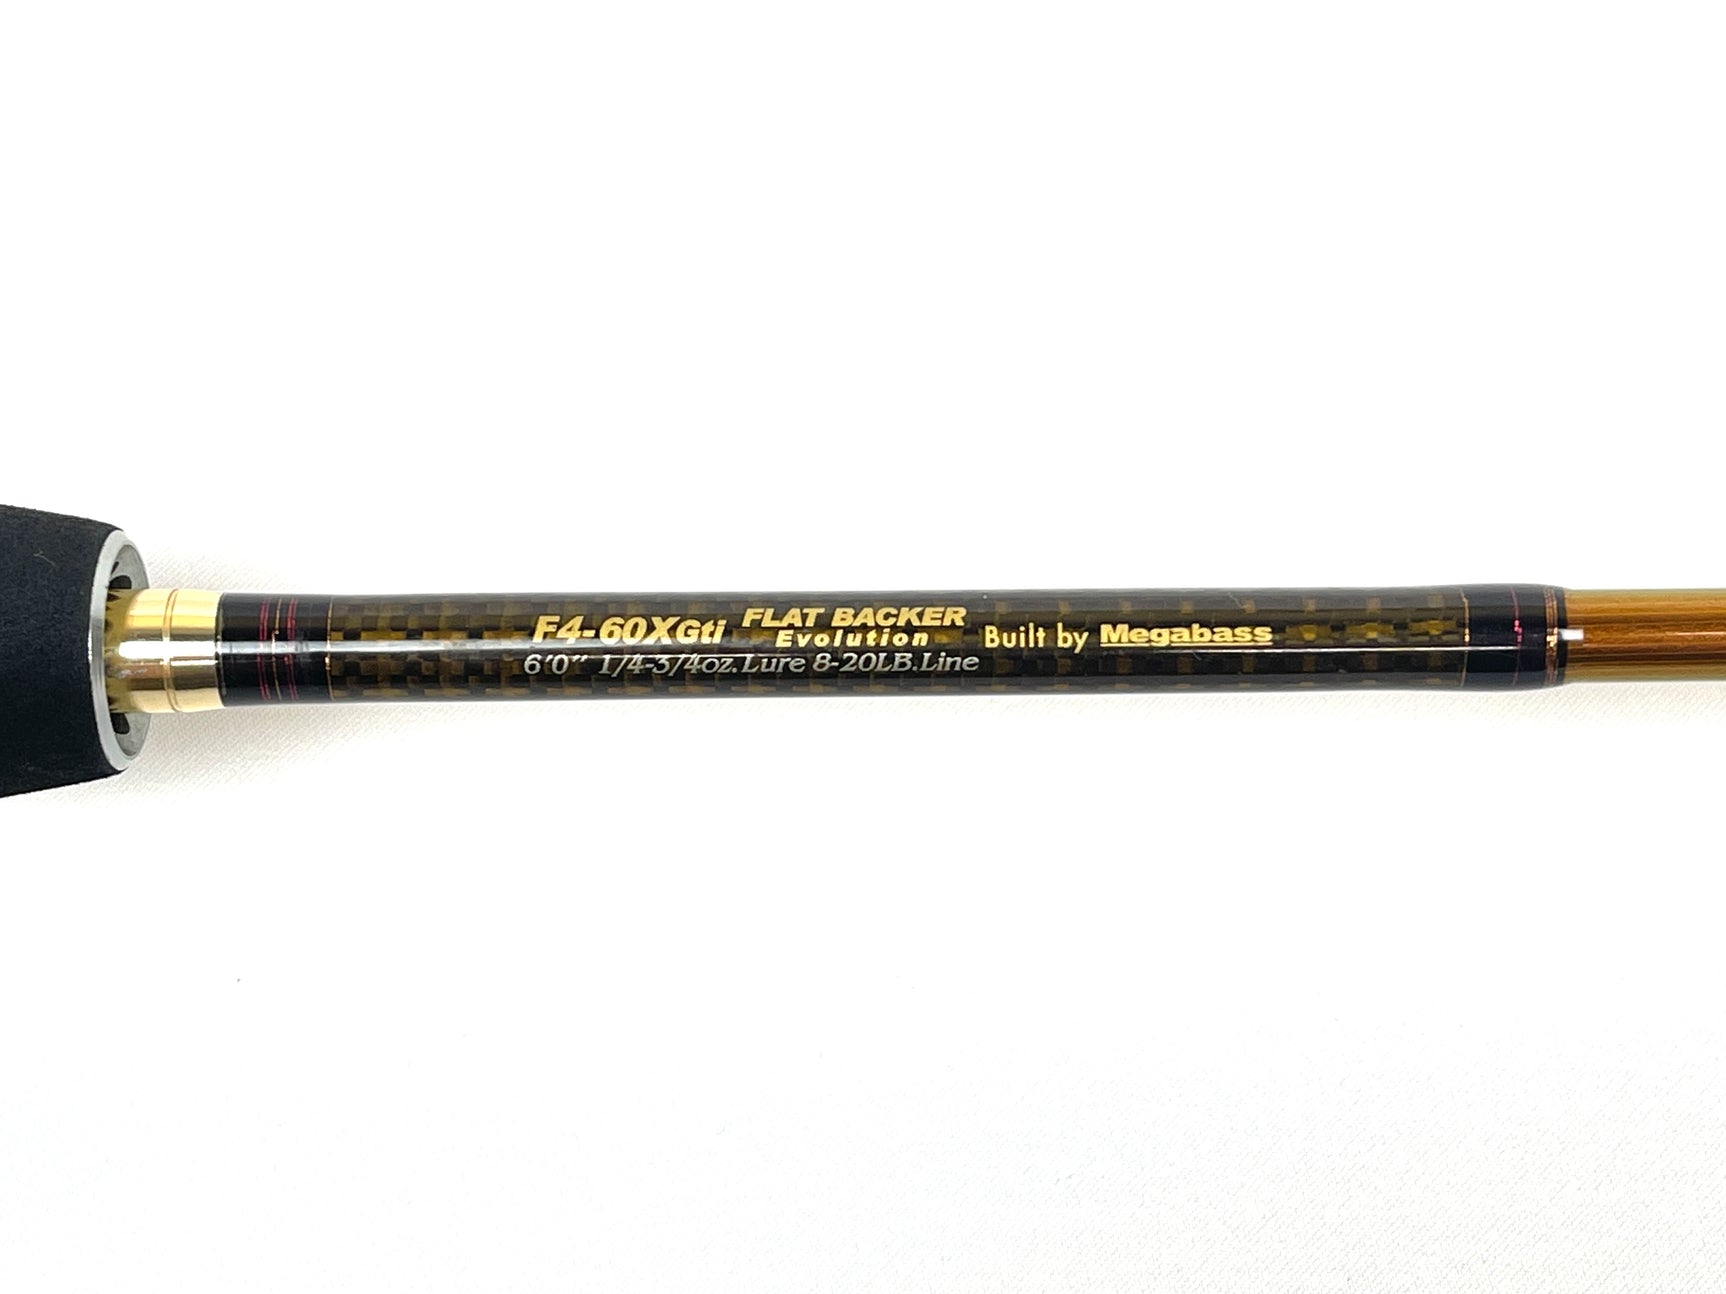 F4-60XGti FLAT BACKER Evolution Built by Megabass
6'0" 1/4-3/4oz.Lure 8-20LB.Line